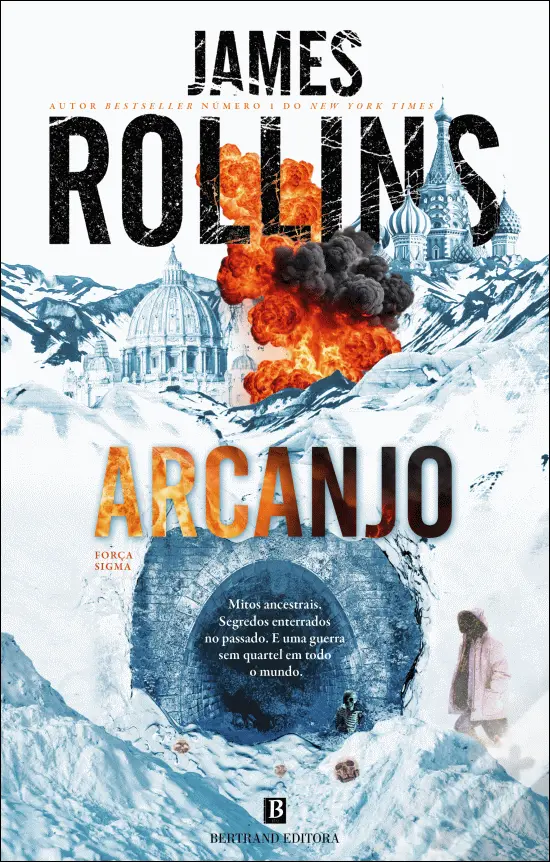 JAMES
AUTOR BESTSELLER NÚMERO 1 DO NEW YORK TIMES
ROLLINS
ARCANJO
FORÇA
SIGMA
Mitos ancestrais.
Segredos enterrados
no passado. E uma guerra
sem quartel em todo
o mundo.
B
BERTRAND EDITORA